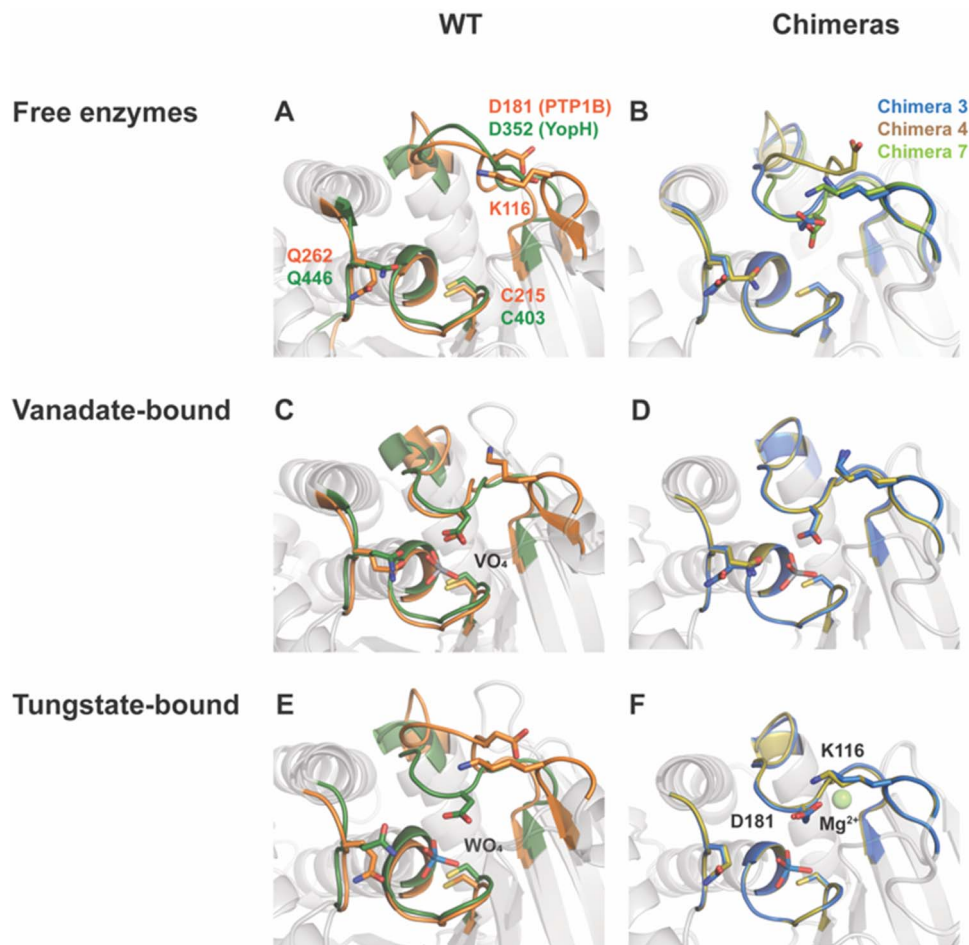 WT
Chimeras
Free enzymes
A
D181 (PTP1B)
D352 (YopH)
K116
Q262
Q446
C215
C403
B
Chimera 3
Chimera 4
Chimera 7
Vanadate-bound
C
VO₄
D
Tungstate-bound
E
WO₄
F
K116
D181
Mg²⁺